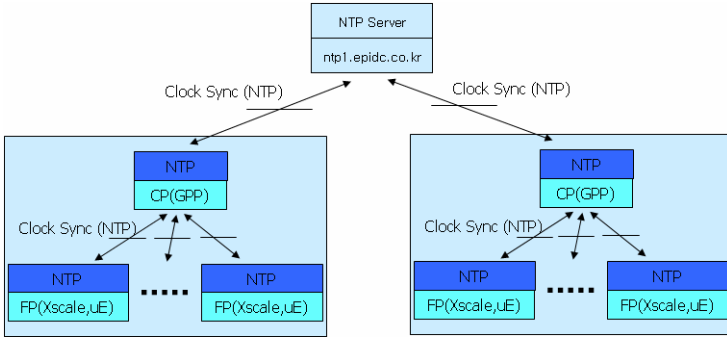 NTP Server
ntp1.epidc.co.kr
Clock Sync (NTP)
Clock Sync (NTP)
NTP
CP(GPP)
Clock Sync (NTP)
NTP
FP(Xscale,uE)
NTP
FP(Xscale,uE)
NTP
CP(GPP)
Clock Sync (NTP)
NTP
FP(Xscale,uE)
NTP
FP(Xscale,uE)